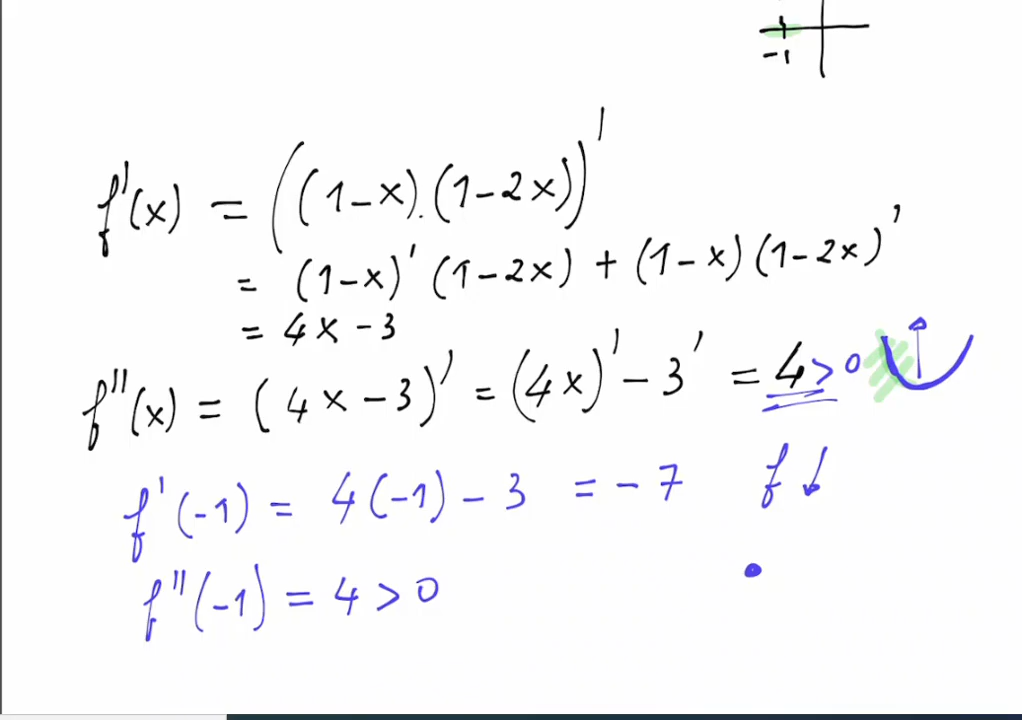 -1
f'(x) = ((1-x).(1-2x))'
= (1-x)'(1-2x) + (1-x)(1-2x)'
= 4x - 3
f''(x) = (4x - 3)' = (4x)' - 3' = 4 > 0
f'(-1) = 4(-1) - 3 = -7 f ↓
f''(-1) = 4 > 0